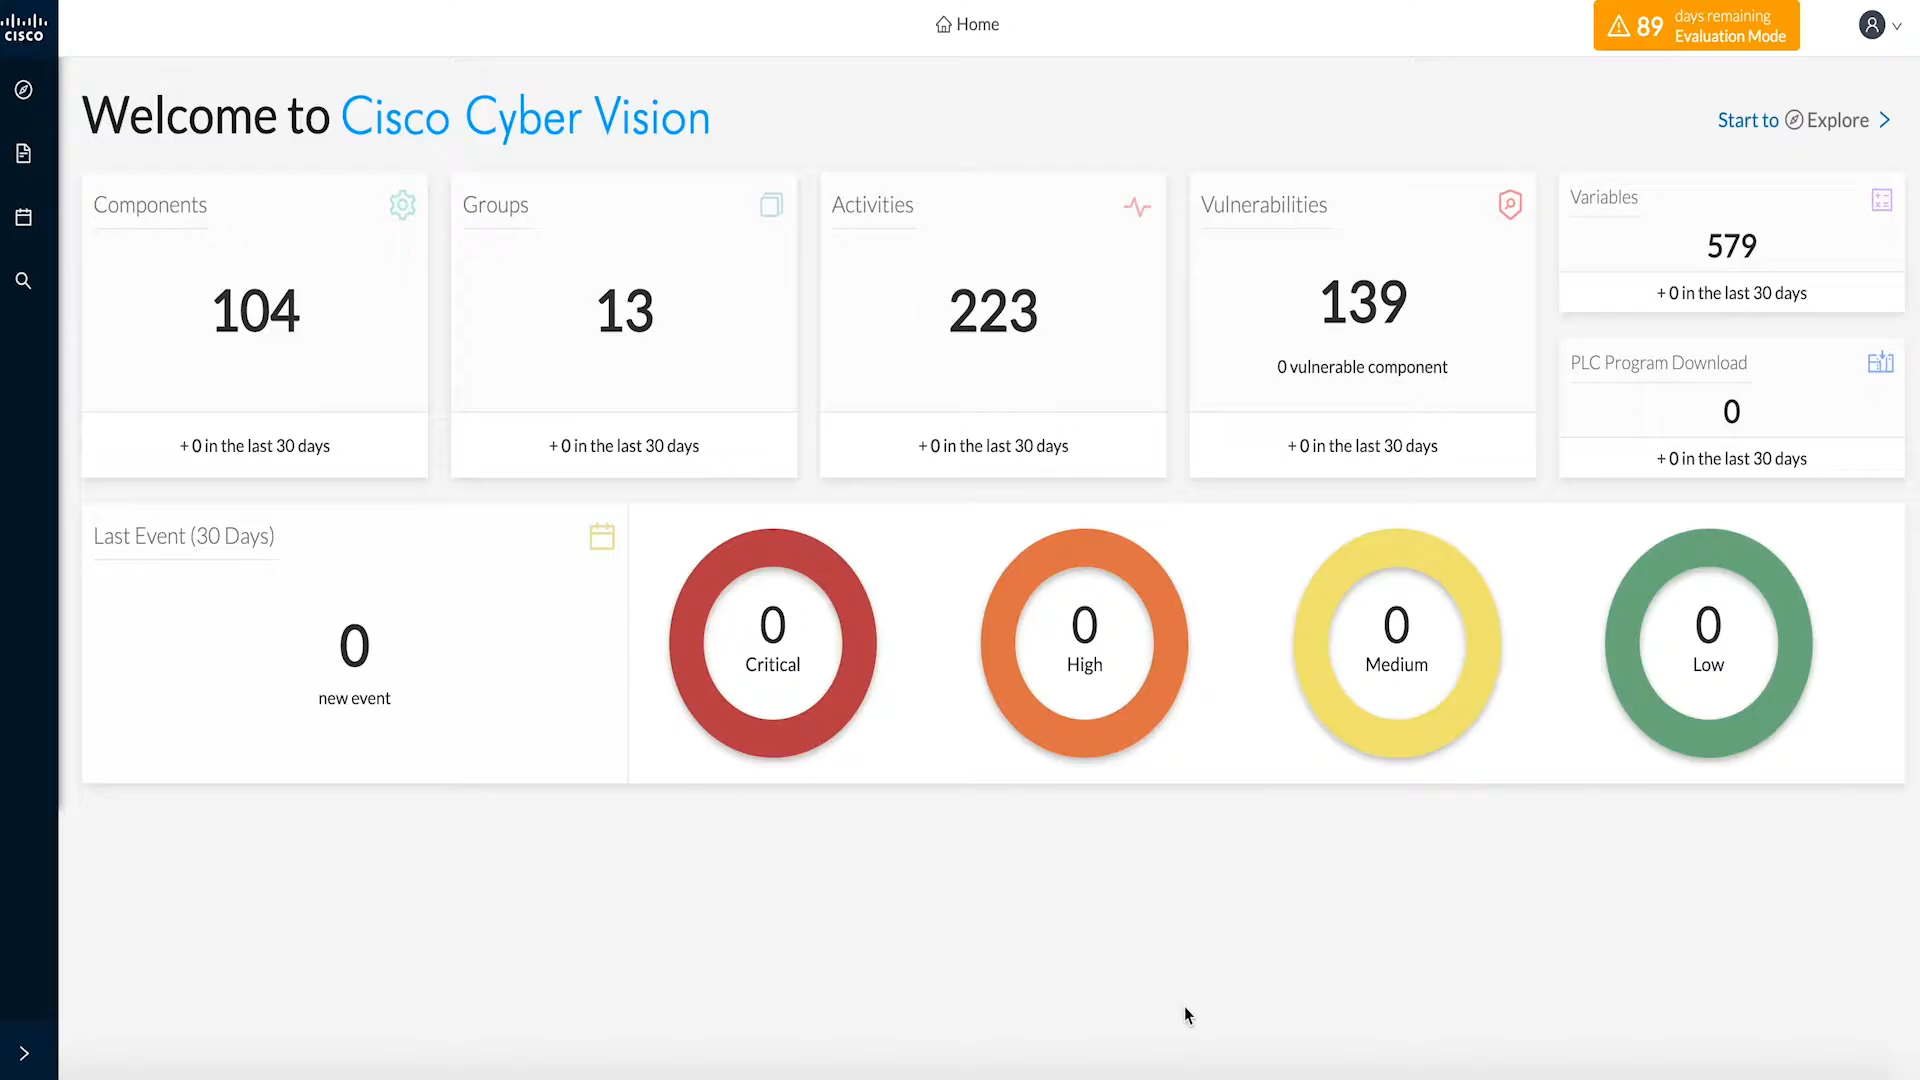 cisco
Home
89
days remaining
Evaluation Mode
Welcome to Cisco Cyber Vision
Start to Explore
Components
104
+ 0 in the last 30 days
Groups
13
+ 0 in the last 30 days
Activities
223
+ 0 in the last 30 days
Vulnerabilities
139
0 vulnerable component
+ 0 in the last 30 days
Variables
579
+ 0 in the last 30 days
PLC Program Download
0
+ 0 in the last 30 days
Last Event (30 Days)
0
new event
0
Critical
0
High
0
Medium
0
Low